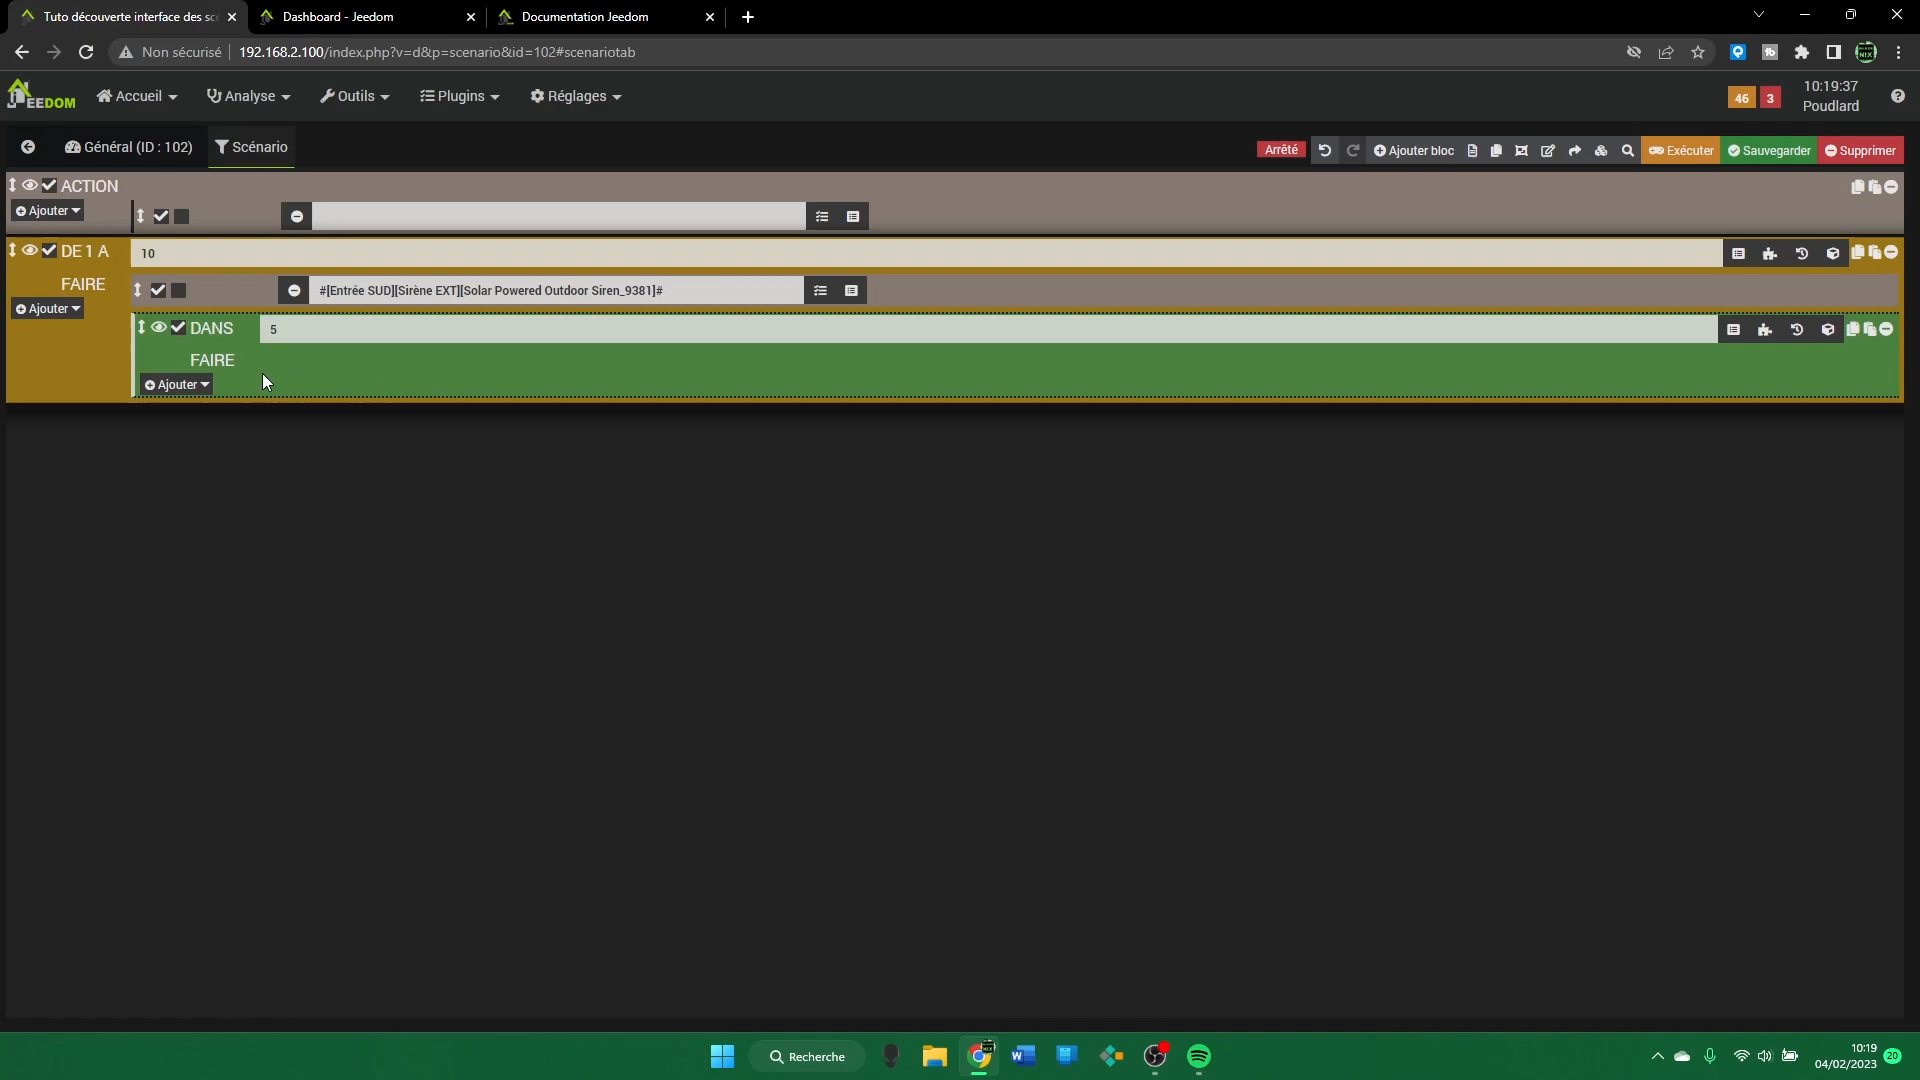 Tuto découverte interface des sc
Dashboard - Jeedom
Documentation Jeedom
Non sécurisé
192.168.2.100/index.php?v=d&p=scenario&id=102#scenariotab
JEEDOM
Accueil
Analyse
Outils
Plugins
Réglages
46
3
10:19:37
Poudlard
Général (ID : 102)
Scénario
Arrêté
Ajouter bloc
Exécuter
Sauvegarder
Supprimer
ACTION
Ajouter
DE 1 A
10
FAIRE
#[Entrée SUD][Sirène EXT][Solar Powered Outdoor Siren_9381]#
Ajouter
DANS
5
FAIRE
Ajouter
Recherche
10:19
04/02/2023
20